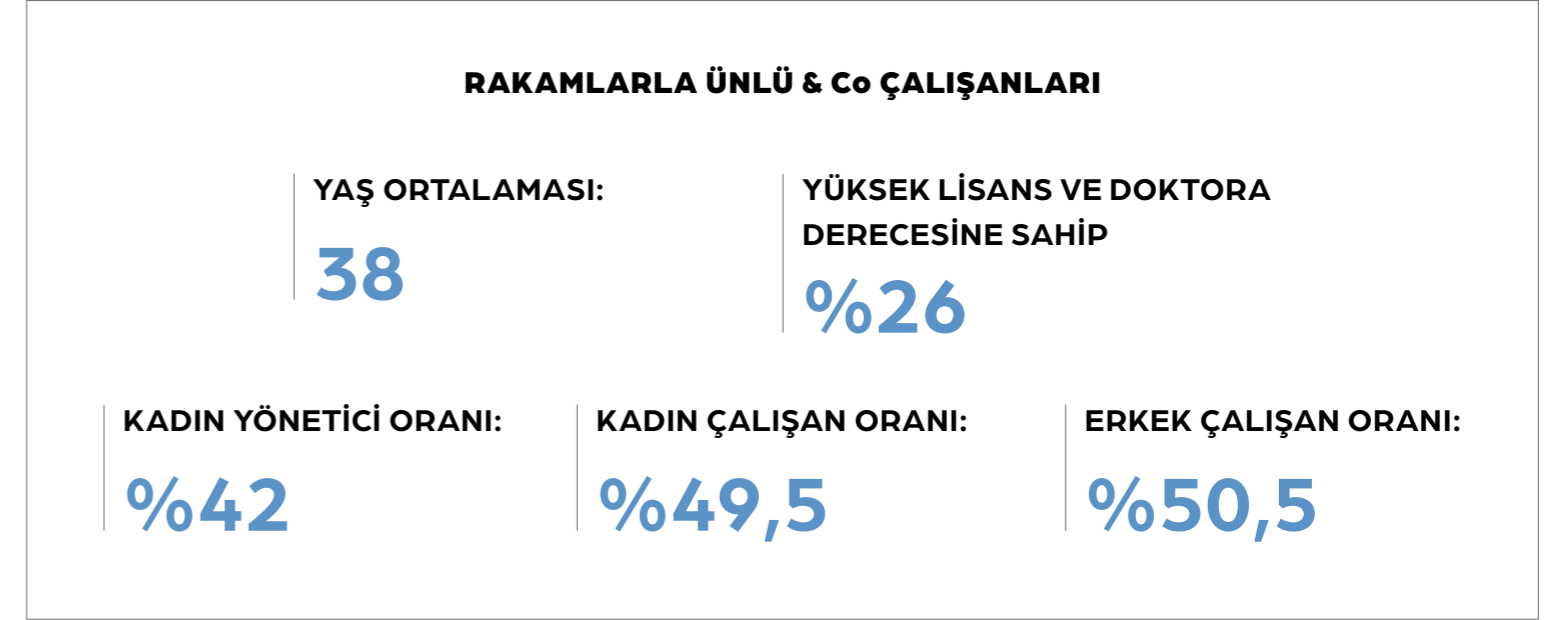 RAKAMLARLA ÜNLÜ & Co ÇALIŞANLARI
YAŞ ORTALAMASI:
38
YÜKSEK LİSANS VE DOKTORA
DERECESİNE SAHİP
%26
KADIN YÖNETİCİ ORANI:
%42
KADIN ÇALIŞAN ORANI:
%49,5
ERKEK ÇALIŞAN ORANI:
%50,5